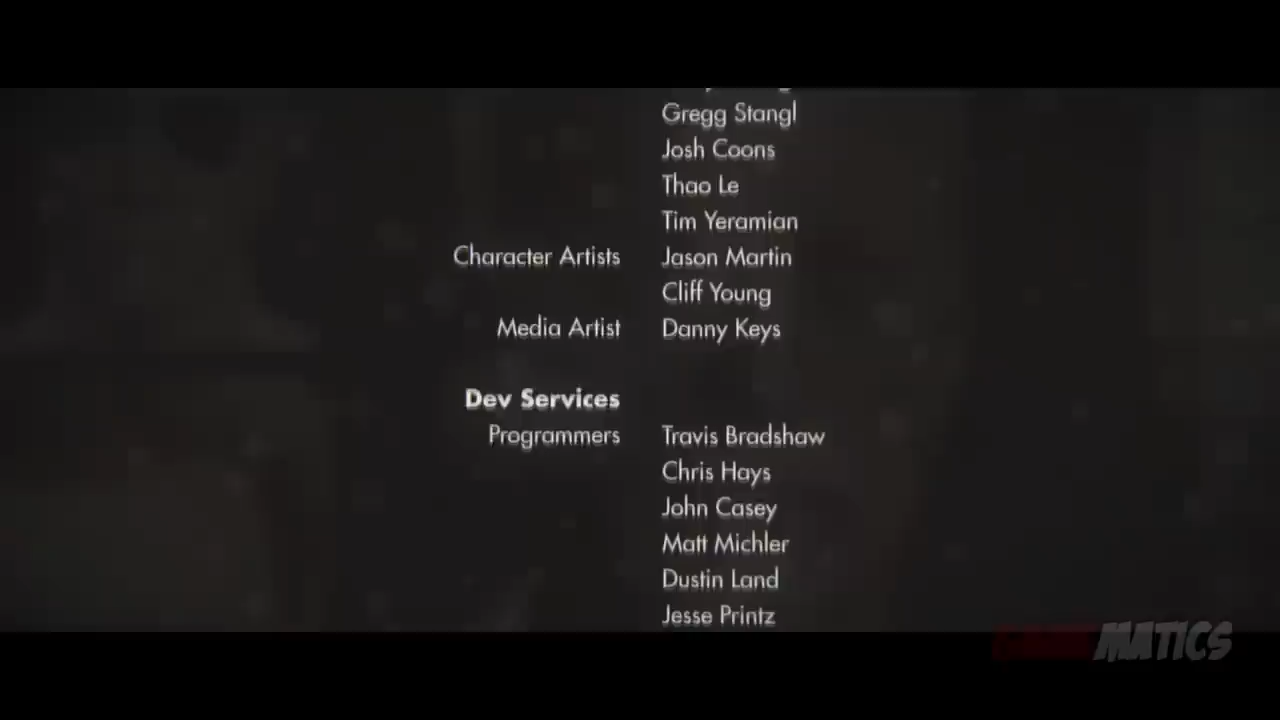 Gregg Stangl
Josh Coons
Thao Le
Tim Yeramian
Character Artists Jason Martin
Cliff Young
Media Artist Danny Keys
Dev Services
Programmers Travis Bradshaw
Chris Hays
John Casey
Matt Michler
Dustin Land
Jesse Printz
MATICS